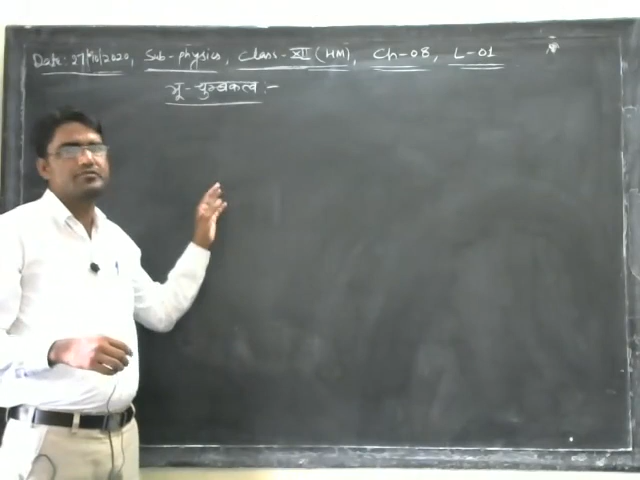 Date: 27/10/2020, Sub-physics, Class-XII (HM), Ch-08, L-01
भू-चुम्बकत्व :-